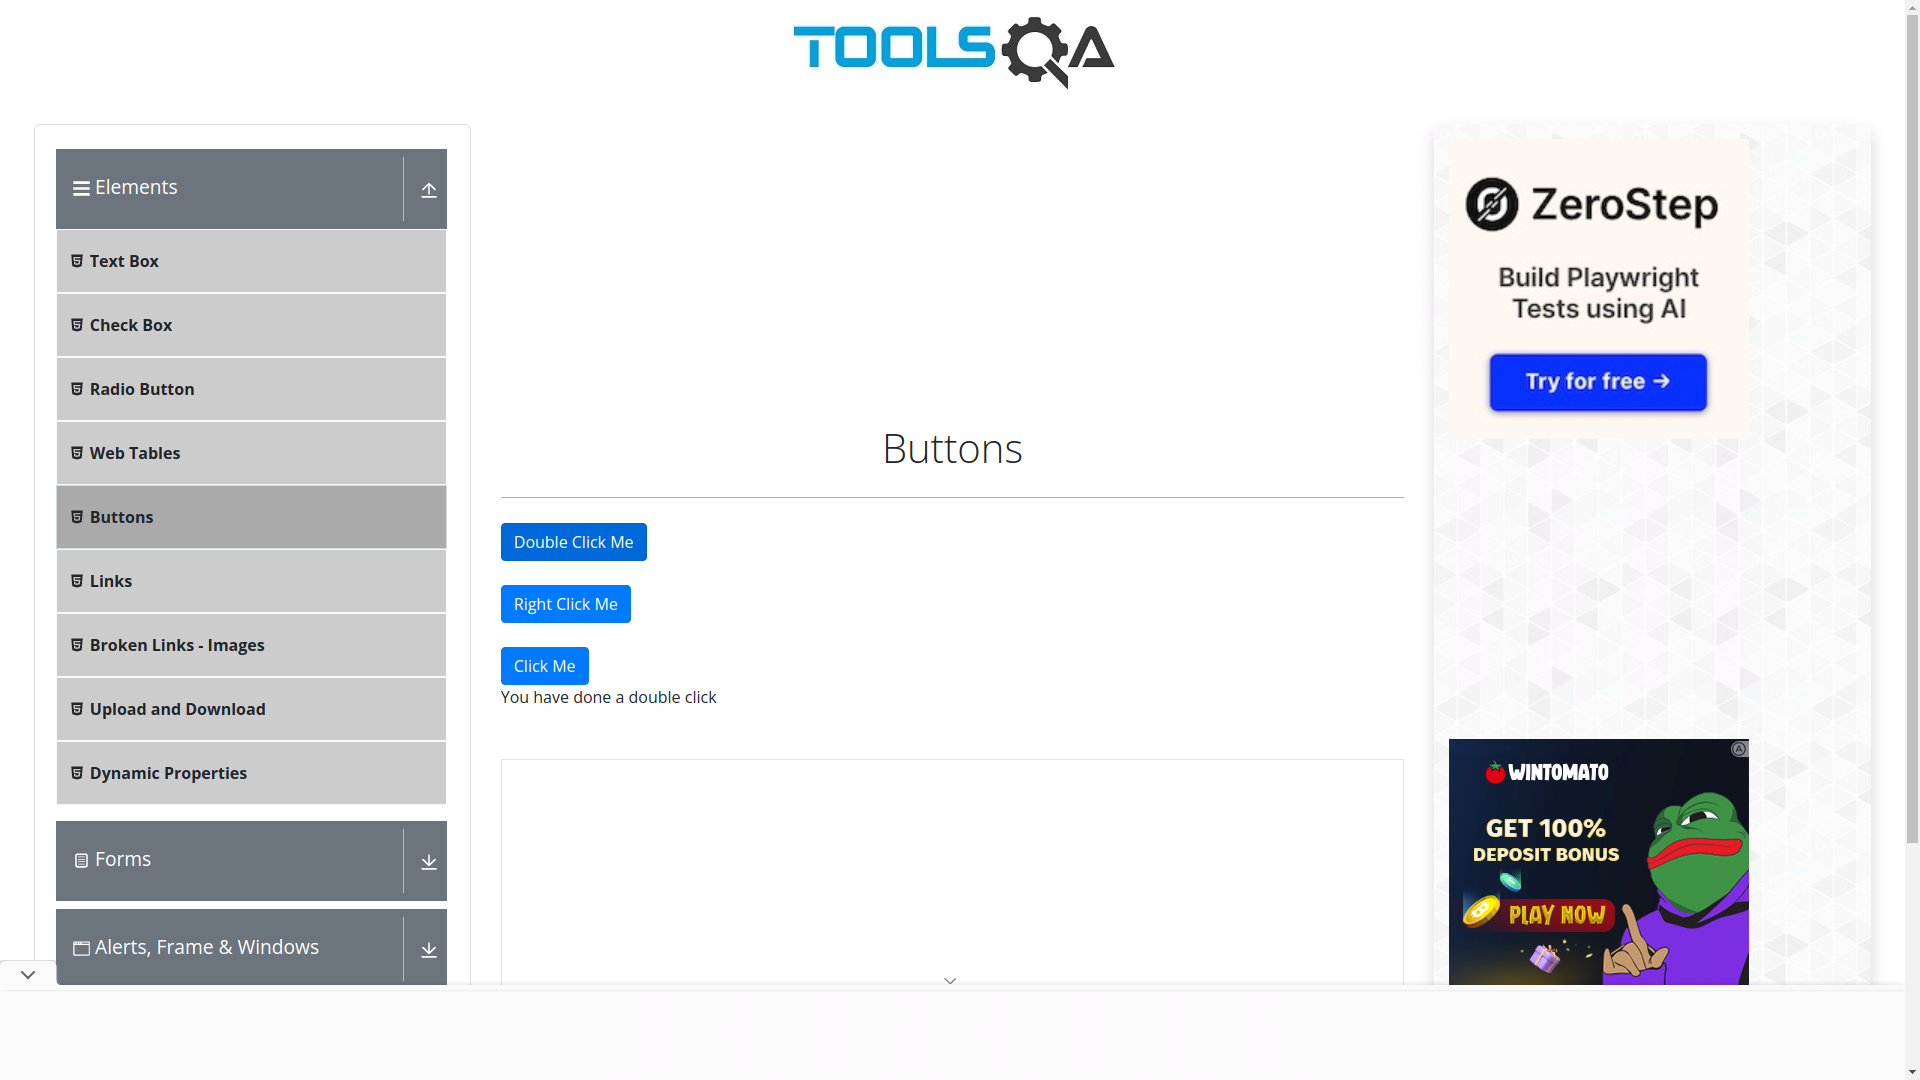 TOOLSQA
Elements
Text Box
Check Box
Radio Button
Web Tables
Buttons
Links
Broken Links - Images
Upload and Download
Dynamic Properties
Forms
Alerts, Frame & Windows
Buttons
Double Click Me
Right Click Me
Click Me
You have done a double click
ZeroStep
Build Playwright
Tests using AI
Try for free →
WINTOMATO
GET 100%
DEPOSIT BONUS
PLAY NOW